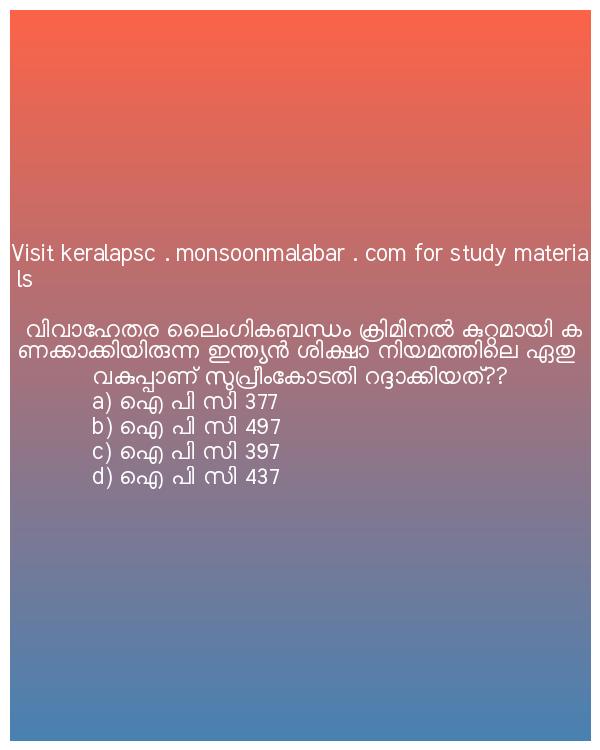 Visit keralapsc . monsoonmalabar . com for study materia
ls
വിവാഹേതര ലൈംഗികബന്ധം ക്രിമിനൽ കുറ്റമായി ക
ണക്കാക്കിയിരുന്ന ഇന്ത്യൻ ശിക്ഷാ നിയമത്തിലെ ഏതു
വകുപ്പാണ് സുപ്രീംകോടതി റദ്ദാക്കിയത്??
a) ഐ പി സി 377
b) ഐ പി സി 497
c) ഐ പി സി 397
d) ഐ പി സി 437